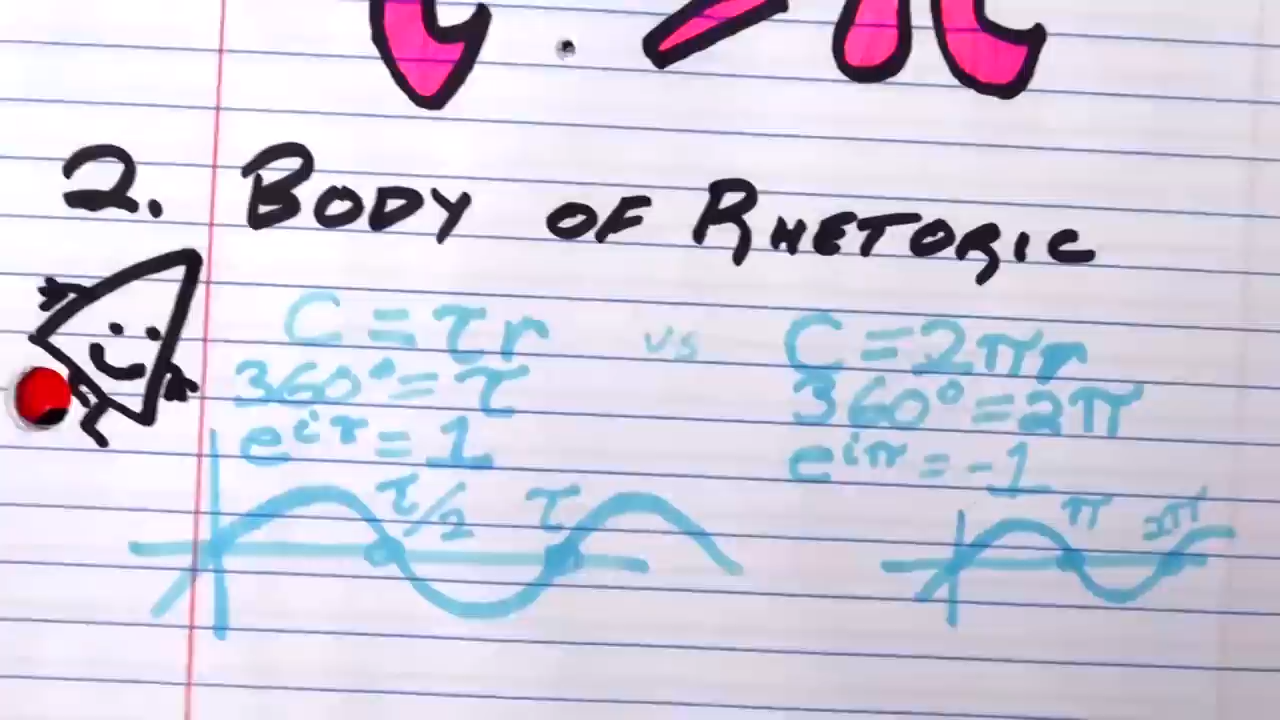 τ > π
2. BODY OF RHETORIC
C = τr vs C = 2πr
360° = τ 360° = 2π
e^iτ = 1 e^iπ = -1
τ/2 τ π 2π